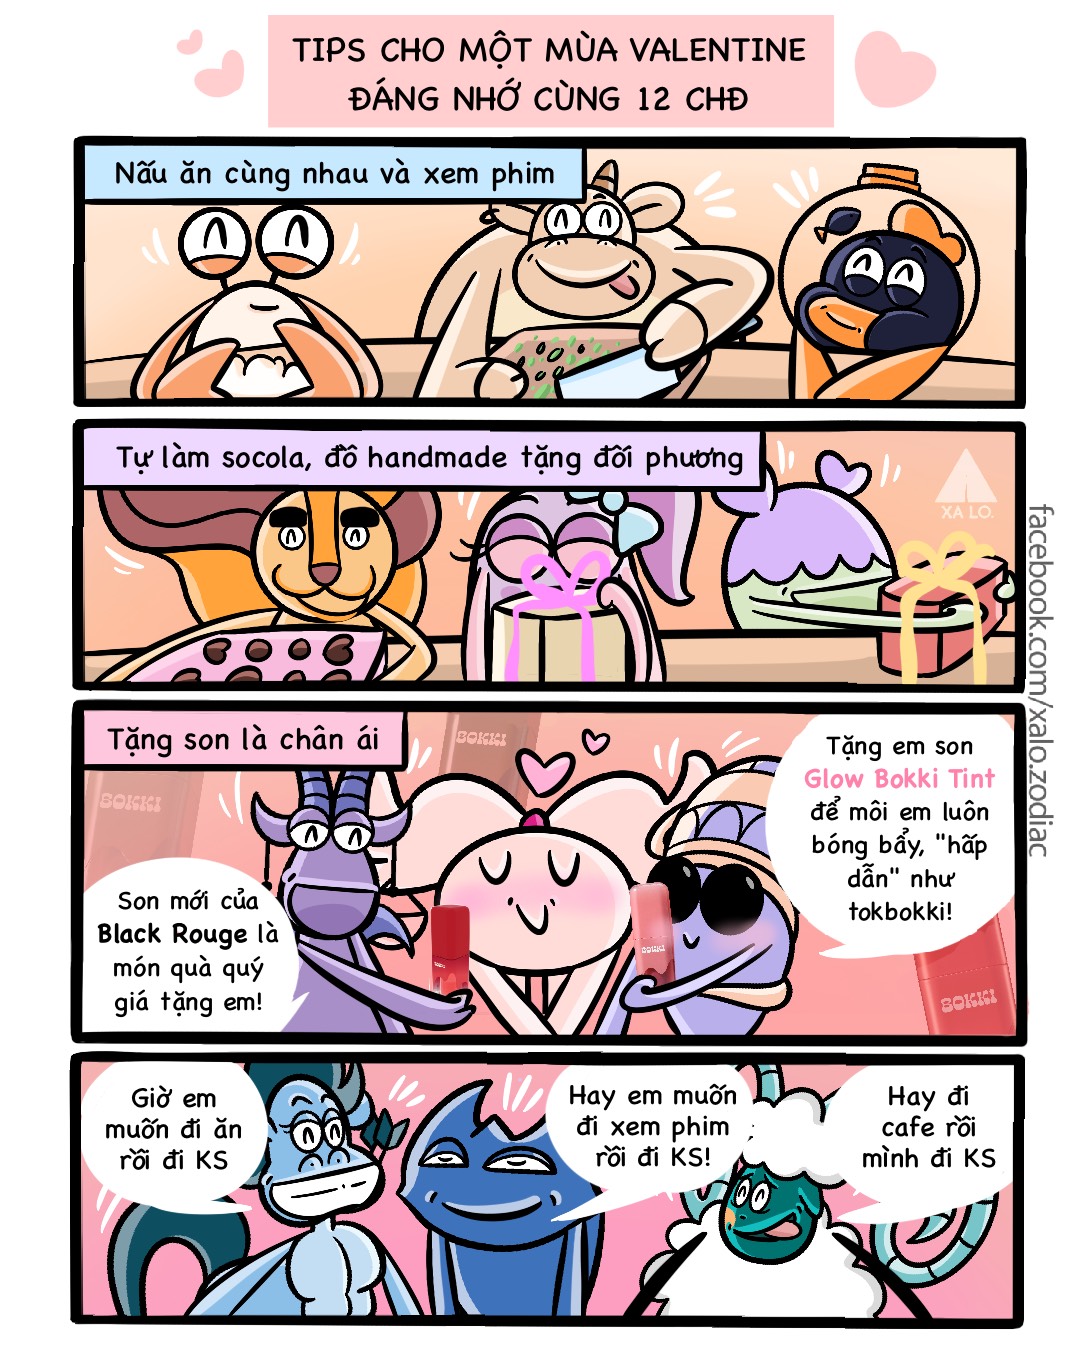 TIPS CHO MỘT MÙA VALENTINE
ĐÁNG NHỚ CÙNG 12 CHĐ
Nấu ăn cùng nhau và xem phim
Tự làm socola, đồ handmade tặng đối phương
XA LO.
facebook.com/xalo.zodiac
Tặng son là chân ái
BOKKI
BOKKI
Tặng em son
Glow Bokki Tint
để môi em luôn
bóng bẩy, "hấp
dẫn" như
tokbokki!
Son mới của
Black Rouge là
món quà quý
giá tặng em!
BOKKI
BOKKI
Giờ em
muốn đi ăn
rồi đi KS
Hay em muốn
đi xem phim
rồi đi KS!
Hay đi
cafe rồi
mình đi KS